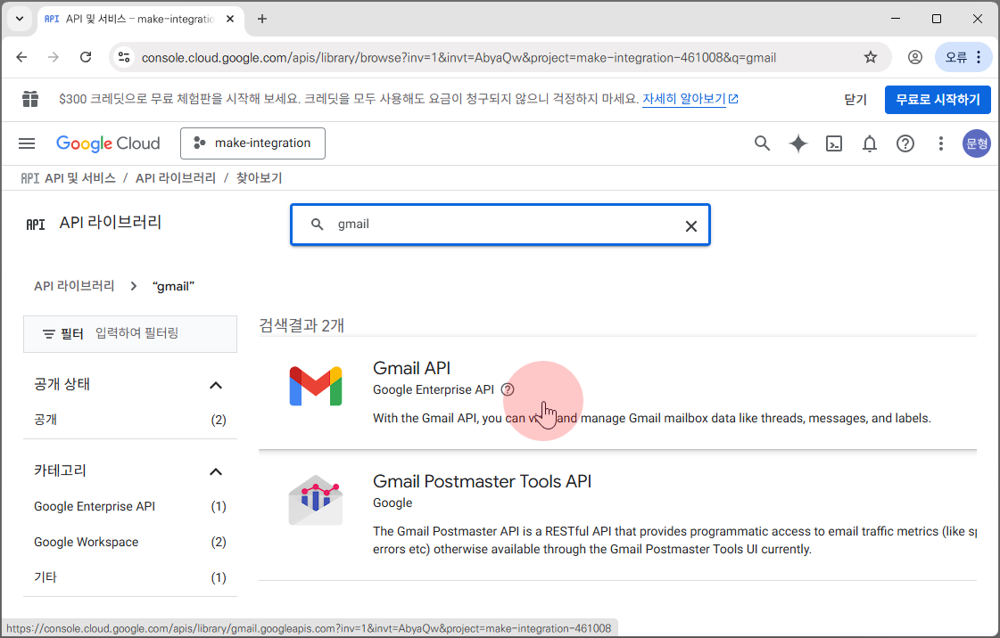 API API 및 서비스 – make-integratio
console.cloud.google.com/apis/library/browse?inv=1&invt=AbyaQw&project=make-integration-461008&q=gmail
오류
$300 크레딧으로 무료 체험판을 시작해 보세요. 크레딧을 모두 사용해도 요금이 청구되지 않으니 걱정하지 마세요. 자세히 알아보기
닫기
무료로 시작하기
Google Cloud
make-integration
문형
API API 및 서비스 / API 라이브러리 / 찾아보기
API API 라이브러리
gmail
API 라이브러리 > “gmail”
필터 입력하여 필터링
검색결과 2개
공개 상태
공개 (2)
카테고리
Google Enterprise API (1)
Google Workspace (2)
기타 (1)
Gmail API
Google Enterprise API
With the Gmail API, you can and manage Gmail mailbox data like threads, messages, and labels.
Gmail Postmaster Tools API
Google
The Gmail Postmaster API is a RESTful API that provides programmatic access to email traffic metrics (like sp
errors etc) otherwise available through the Gmail Postmaster Tools UI currently.
https://console.cloud.google.com/apis/library/gmail.googleapis.com?inv=1&invt=AbyaQw&project=make-integration-461008